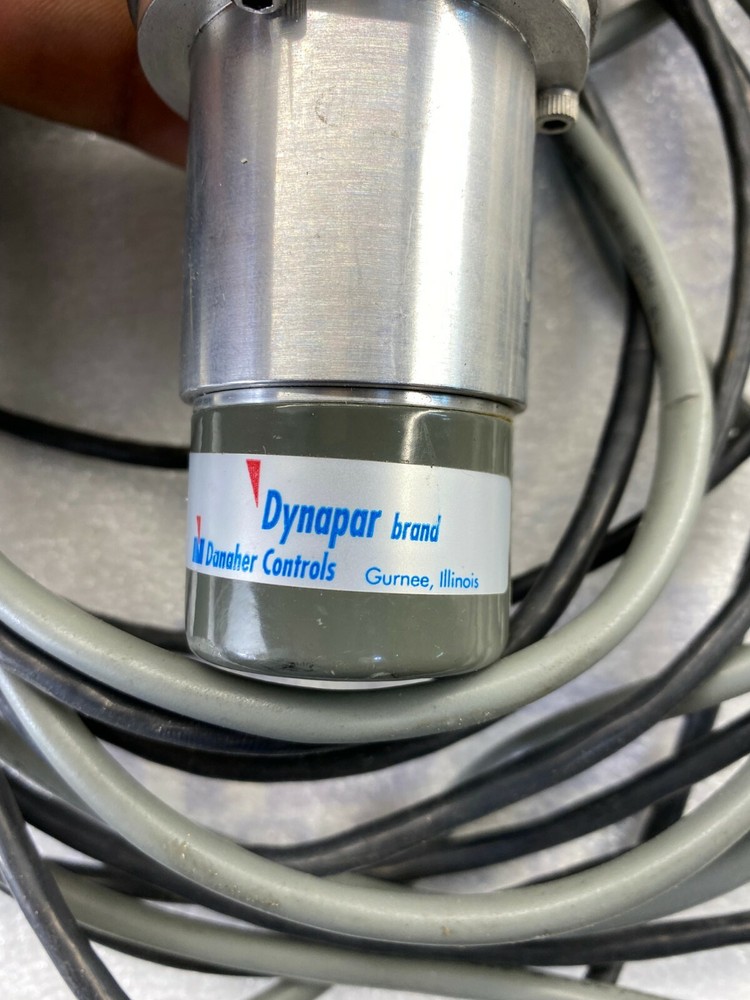 Dynapar brand
Danaher Controls
Gurnee, Illinois